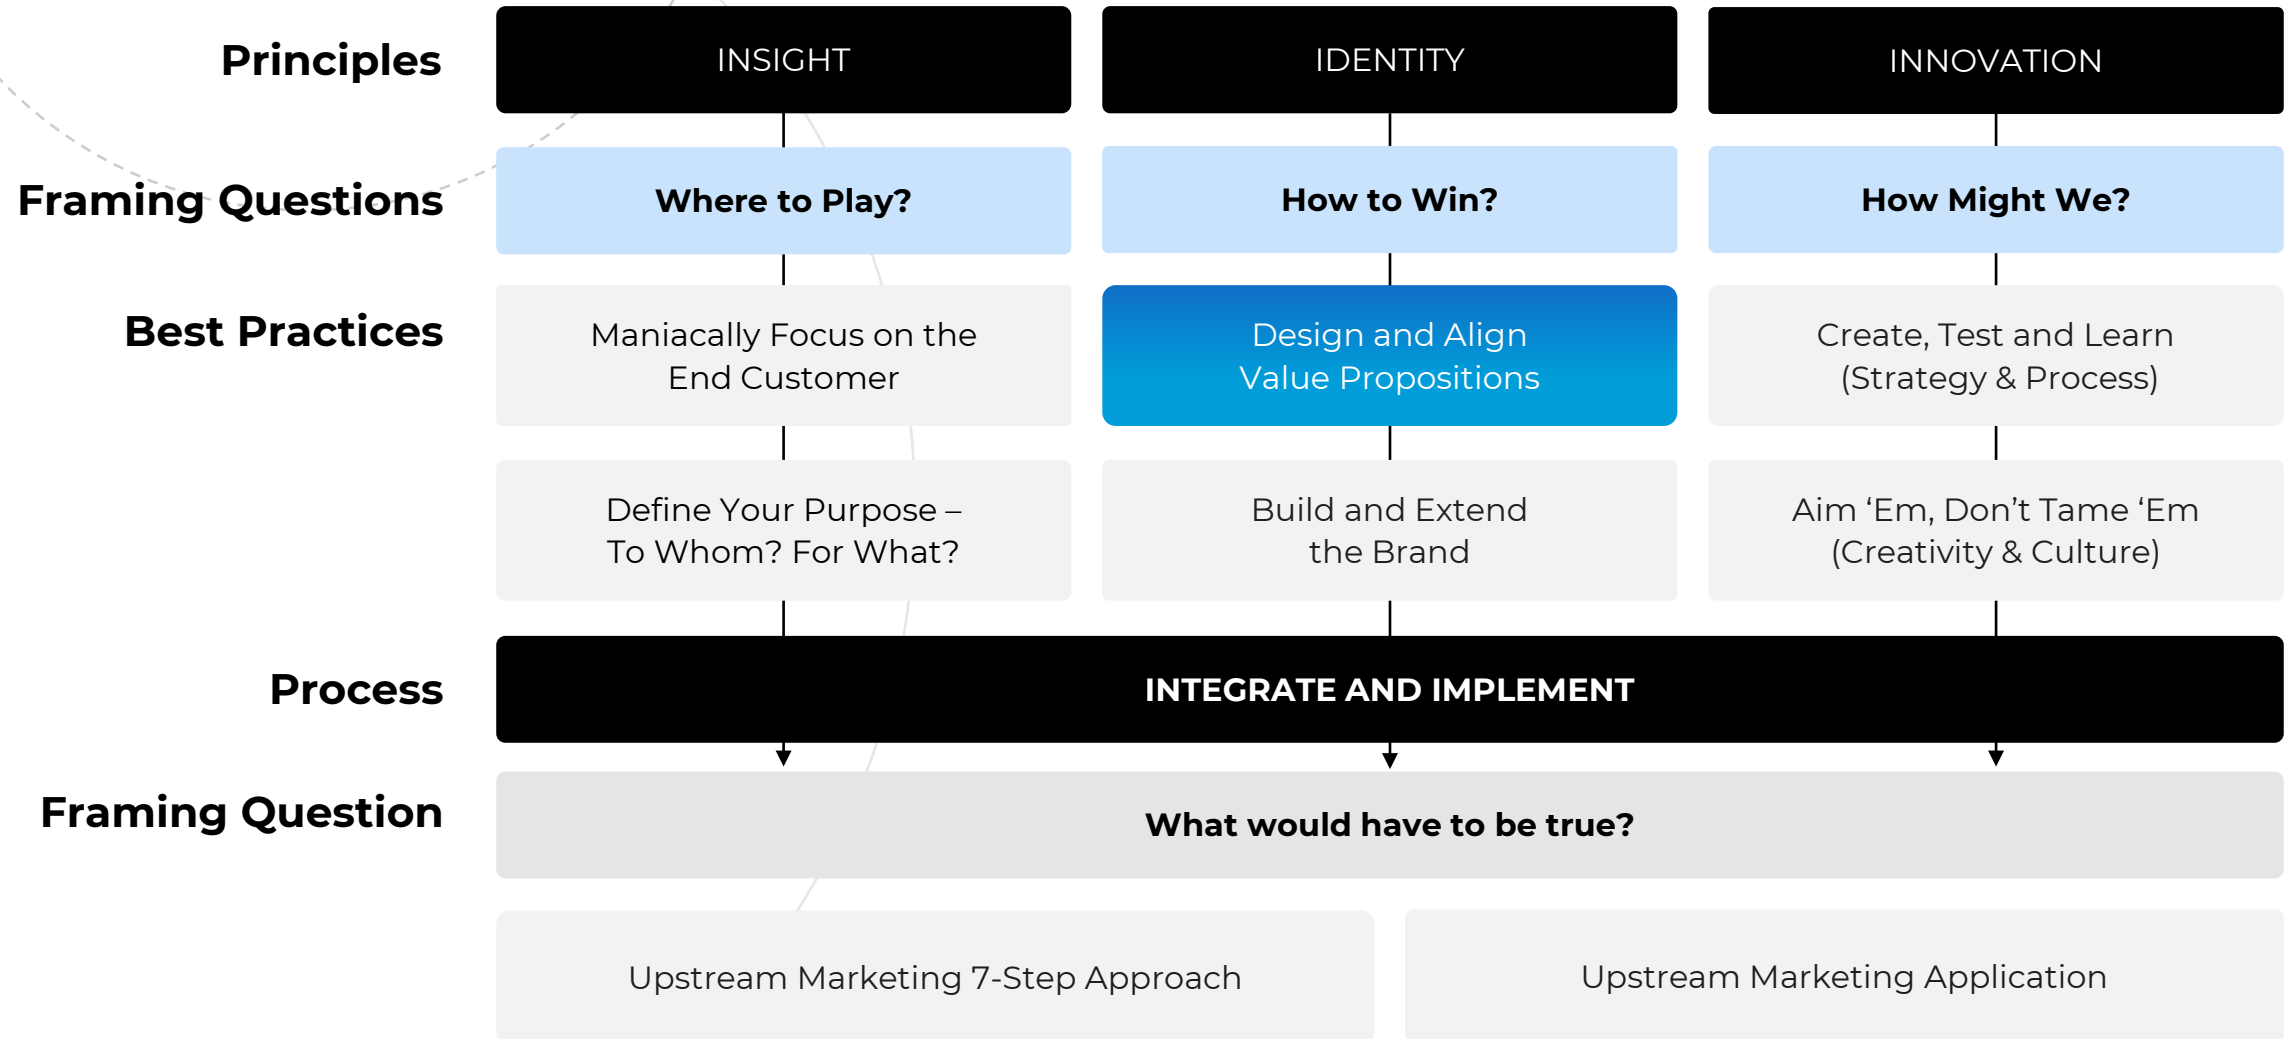 Principles
INSIGHT
IDENTITY
INNOVATION
Framing Questions
Where to Play?
How to Win?
How Might We?
Best Practices
Maniacally Focus on the
End Customer
Design and Align
Value Propositions
Create, Test and Learn
(Strategy & Process)
Define Your Purpose –
To Whom? For What?
Build and Extend
the Brand
Aim ‘Em, Don’t Tame ‘Em
(Creativity & Culture)
Process
INTEGRATE AND IMPLEMENT
Framing Question
What would have to be true?
Upstream Marketing 7-Step Approach
Upstream Marketing Application